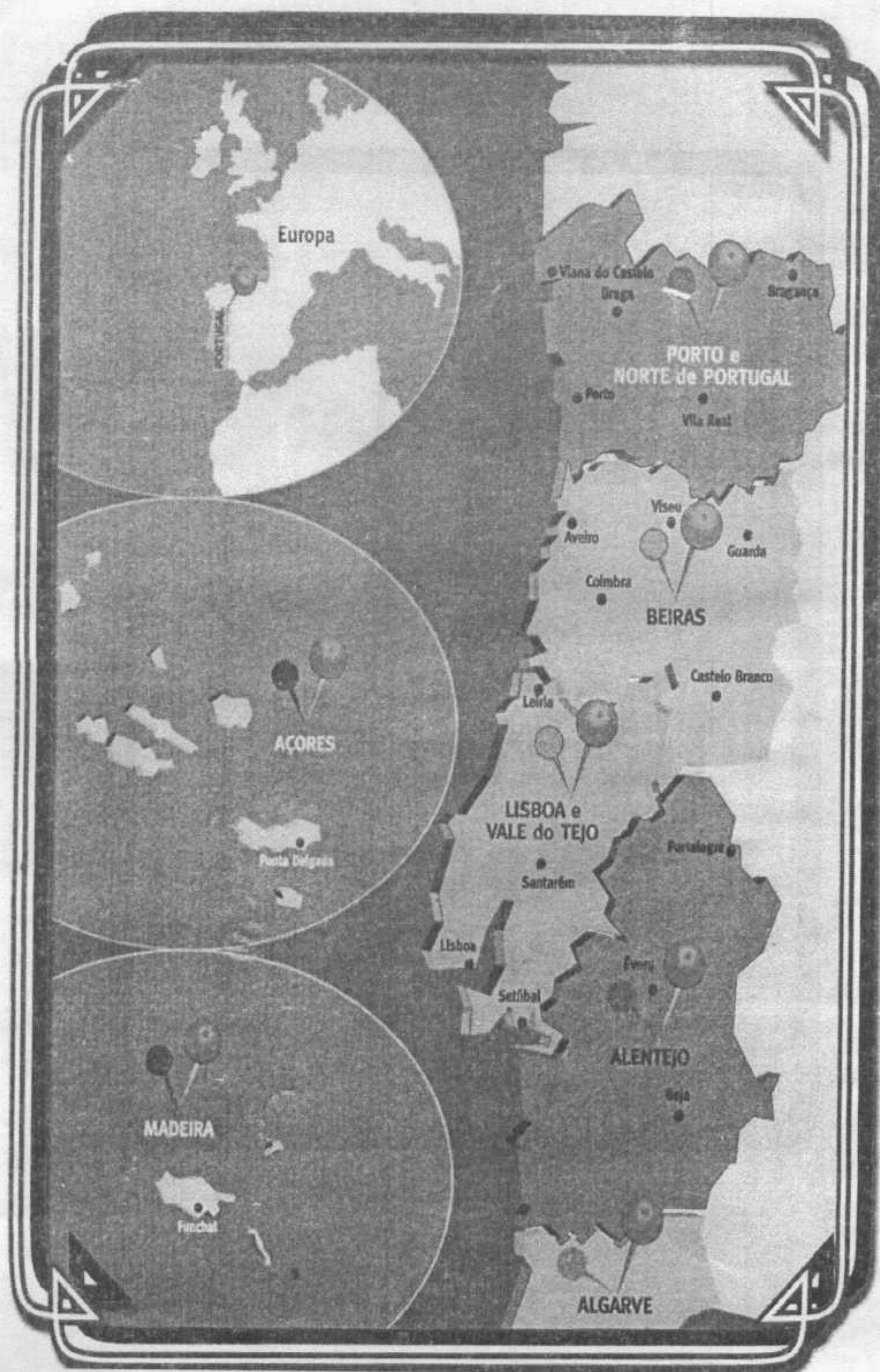 Europa
PORTUGAL
AÇORES
Ponta Delgada
MADEIRA
Funchal
Viana do Castelo
Braga
Bragança
PORTO e
NORTE de PORTUGAL
Porto
Vila Real
Viseu
Aveiro
Guarda
Coimbra
BEIRAS
Castelo Branco
Leiria
LISBOA e
VALE do TEJO
Santarém
Portalegre
Lisboa
Évora
Setúbal
ALENTEJO
Beja
ALGARVE